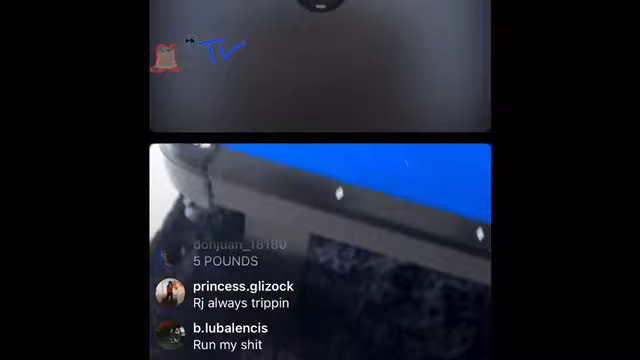 TV
donjuan_18180
5 POUNDS
princess.glizock
Rj always trippin
b.lubalencis
Run my shit